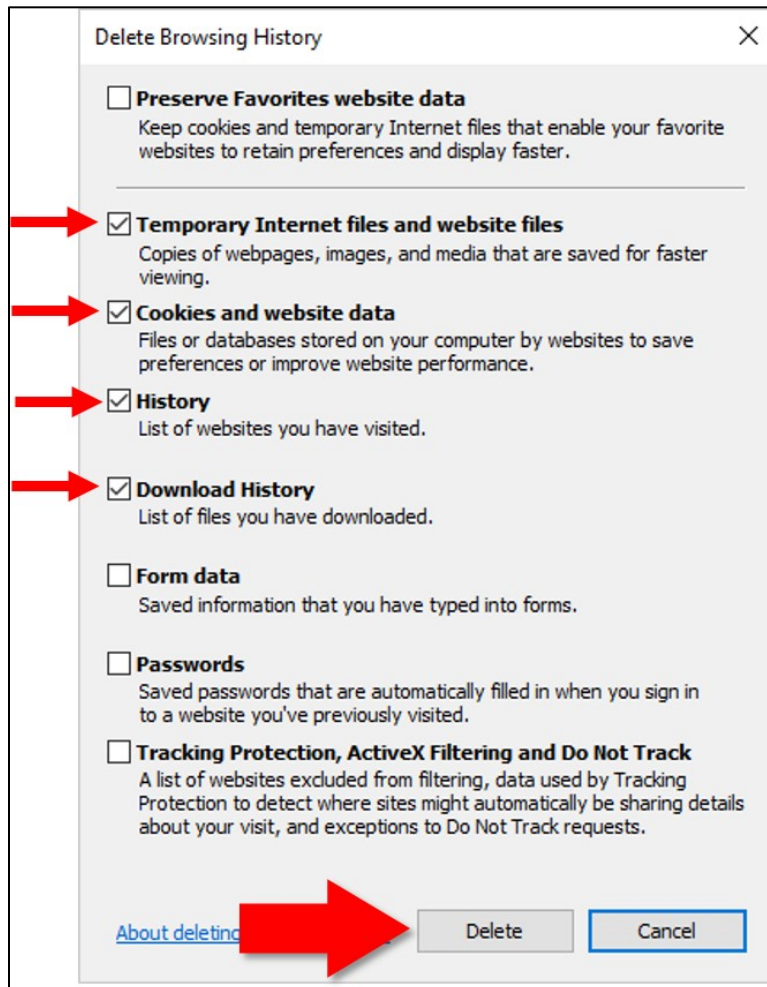 Delete Browsing History
Preserve Favorites website data
Keep cookies and temporary Internet files that enable your favorite
websites to retain preferences and display faster.
Temporary Internet files and website files
Copies of webpages, images, and media that are saved for faster
viewing.
Cookies and website data
Files or databases stored on your computer by websites to save
preferences or improve website performance.
History
List of websites you have visited.
Download History
List of files you have downloaded.
Form data
Saved information that you have typed into forms.
Passwords
Saved passwords that are automatically filled in when you sign in
to a website you've previously visited.
Tracking Protection, ActiveX Filtering and Do Not Track
A list of websites excluded from filtering, data used by Tracking
Protection to detect where sites might automatically be sharing details
about your visit, and exceptions to Do Not Track requests.
About Delete Cancel